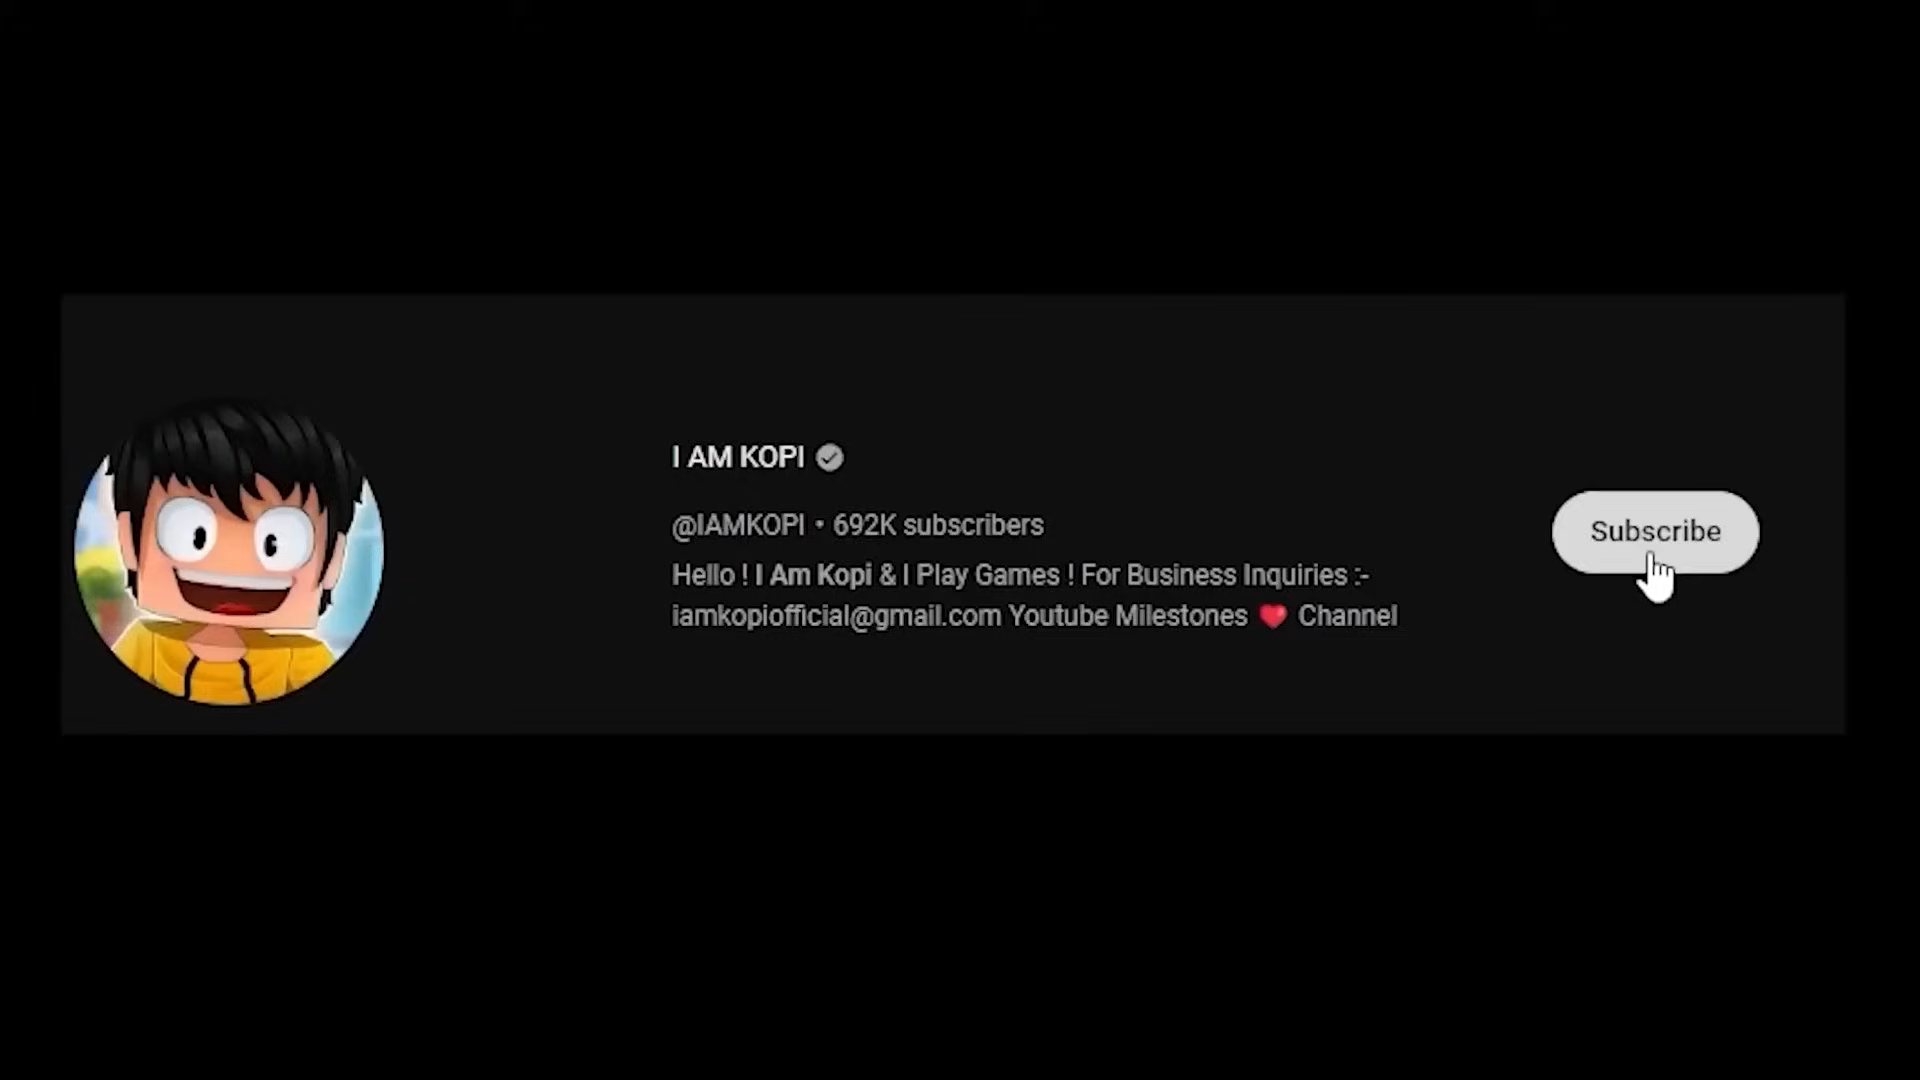 I AM KOPI
@IAMKOPI • 692K subscribers
Hello ! I Am Kopi & I Play Games ! For Business Inquiries :-
iamkopiofficial@gmail.com Youtube Milestones ❤️ Channel
Subscribe